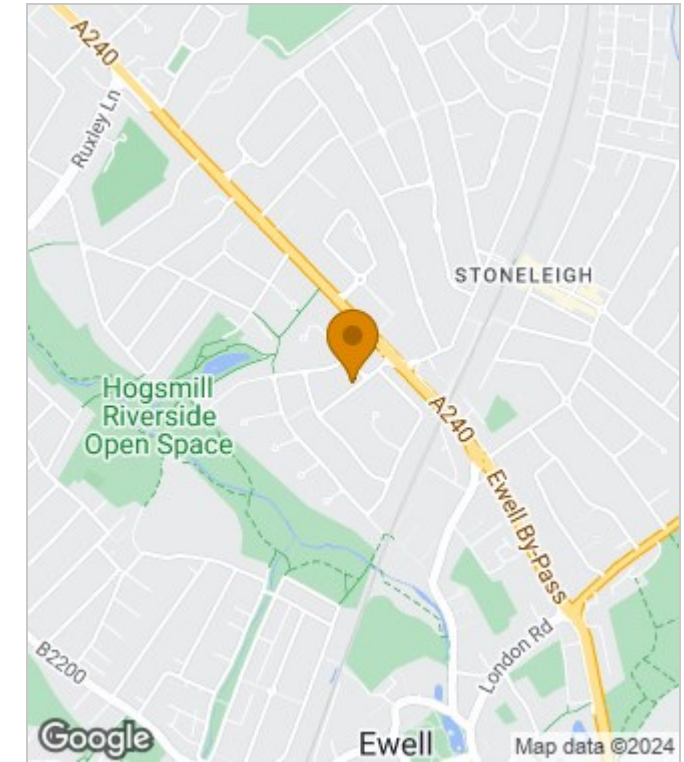 A240
Ruxley Ln
STONELEIGH
Hogsmill
Riverside
Open Space
A240
Ewell By-Pass
London Rd
B2200
Ewell
Google
Map data ©2024